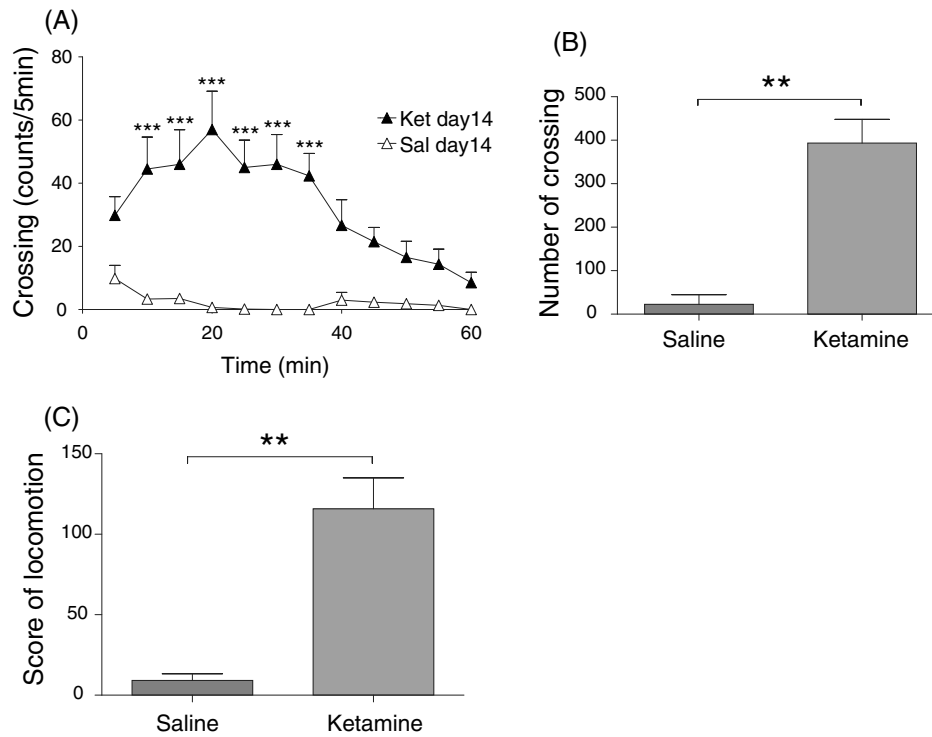 (A)
Crossing (counts/5min)
80
60
40
20
0
***
***
***
***
***
***
***
Ket day14
Sal day14
0
20
40
60
Time (min)
(B)
Number of crossing
500
400
300
200
100
0
**
Saline
Ketamine
(C)
Score of locomotion
150
100
50
0
**
Saline
Ketamine